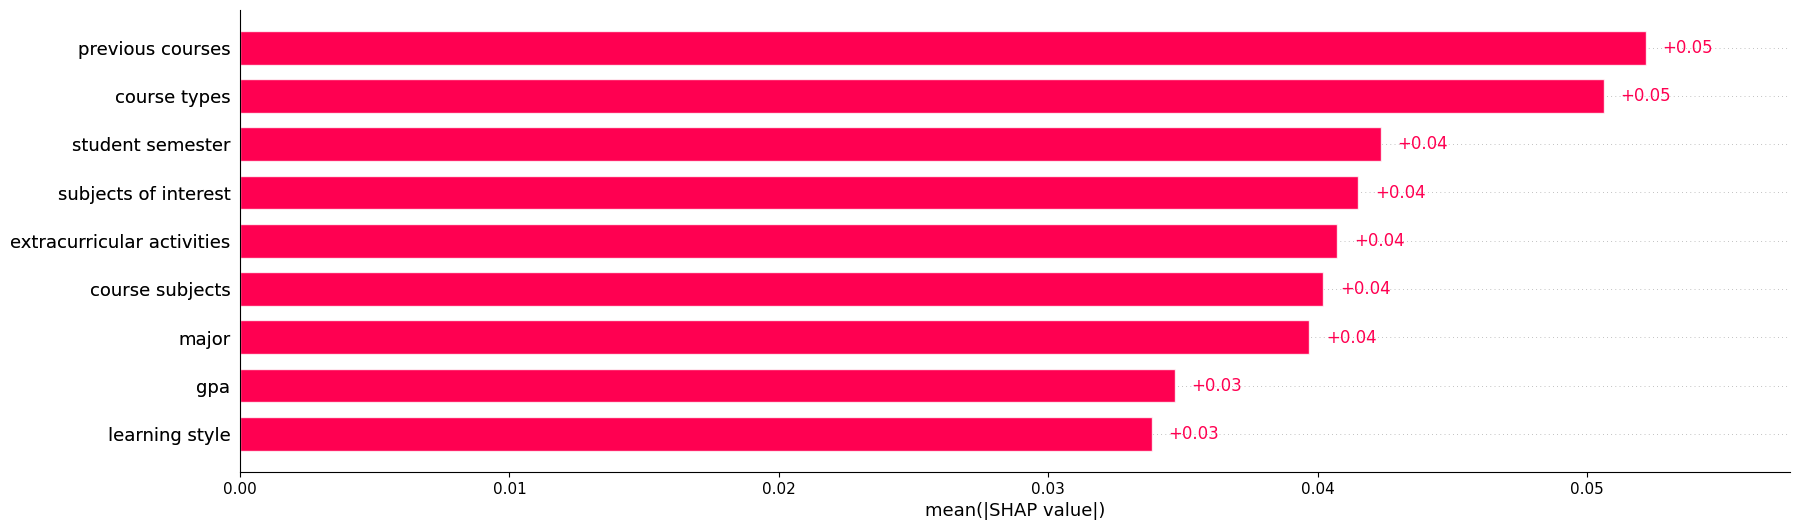 previous courses +0.05
course types +0.05
student semester +0.04
subjects of interest +0.04
extracurricular activities +0.04
course subjects +0.04
major +0.04
gpa +0.03
learning style +0.03
0.00 0.01 0.02 0.03 0.04 0.05
mean(|SHAP value|)